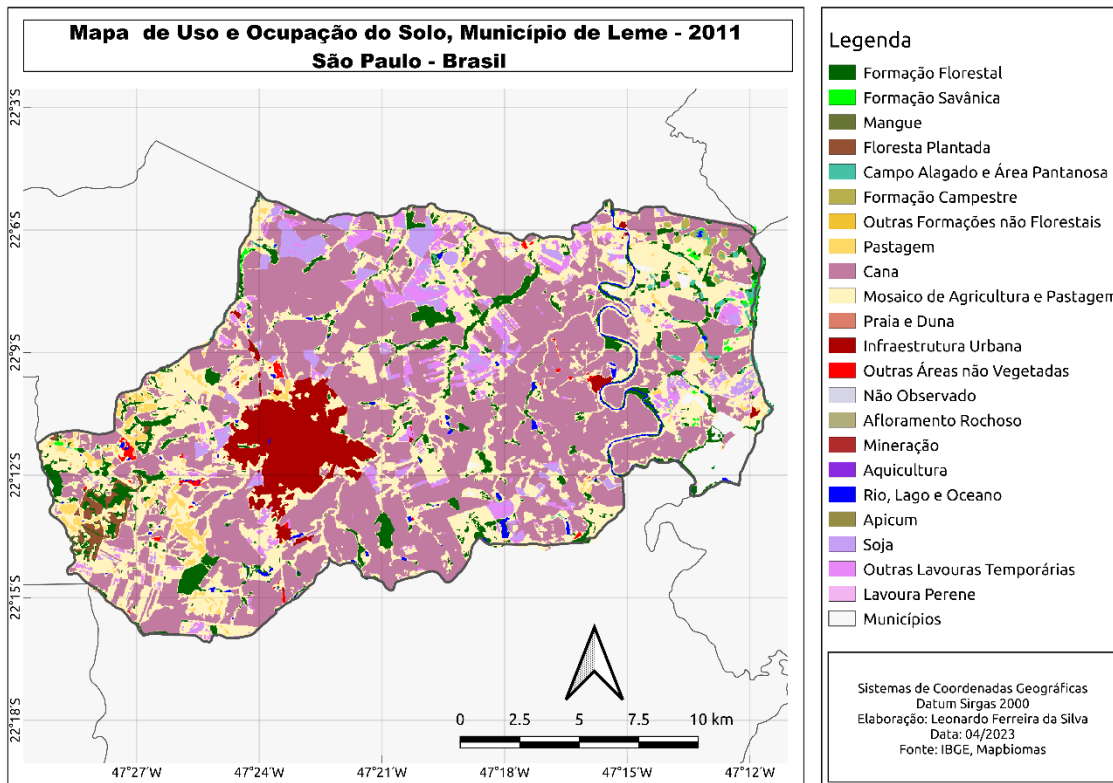 Mapa de Uso e Ocupação do Solo, Município de Leme - 2011
São Paulo - Brasil
22°3'S
22°6'S
22°9'S
22°12'S
22°15'S
22°18'S
47°27'W
47°24'W
47°21'W
47°18'W
47°15'W
47°12'W
0
2.5
5
7.5
10 km
Legenda
Formação Florestal
Formação Savânica
Mangue
Floresta Plantada
Campo Alagado e Área Pantanosa
Formação Campestre
Outras Formações não Florestais
Pastagem
Cana
Mosaico de Agricultura e Pastagem
Praia e Duna
Infraestrutura Urbana
Outras Áreas não Vegetadas
Não Observado
Afloramento Rochoso
Mineração
Aquicultura
Rio, Lago e Oceano
Apicum
Soja
Outras Lavouras Temporárias
Lavoura Perene
Municípios
Sistemas de Coordenadas Geográficas
Datum Sirgas 2000
Elaboração: Leonardo Ferreira da Silva
Data: 04/2023
Fonte: IBGE, Mapbiomas